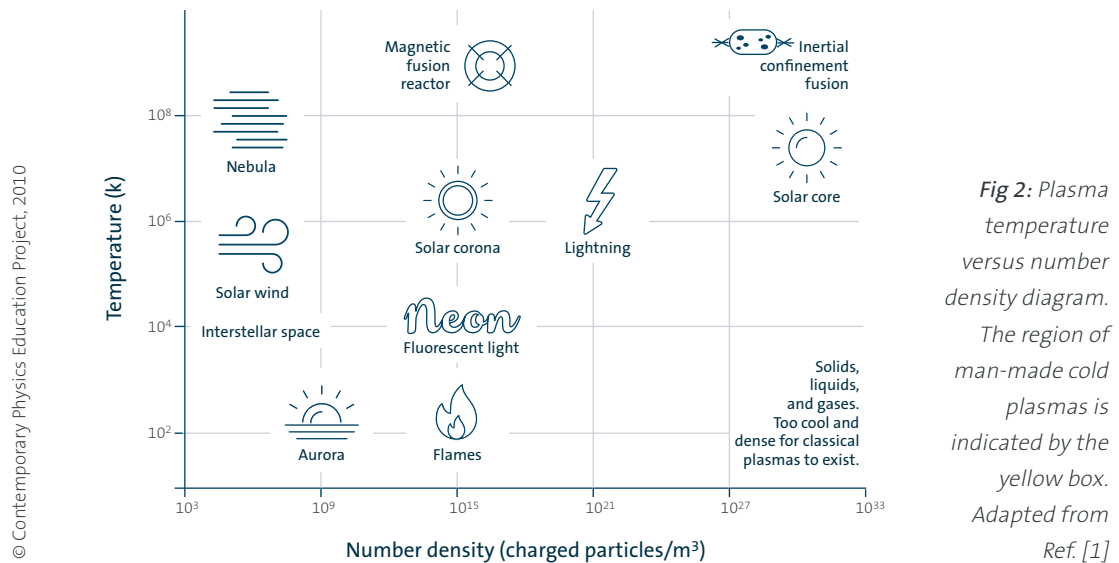 © Contemporary Physics Education Project, 2010
Temperature (k)
10⁸
10⁶
10⁴
10²
Magnetic
fusion
reactor
Inertial
confinement
fusion
Nebula
Solar core
Solar corona
Lightning
Solar wind
Interstellar space
Neon
Fluorescent light
Aurora
Flames
Solids,
liquids,
and gases.
Too cool and
dense for classical
plasmas to exist.
10³
10⁹
10¹⁵
10²¹
10²⁷
10³³
Number density (charged particles/m³)
Fig 2: Plasma
temperature
versus number
density diagram.
The region of
man-made cold
plasmas is
indicated by the
yellow box.
Adapted from
Ref. [1]